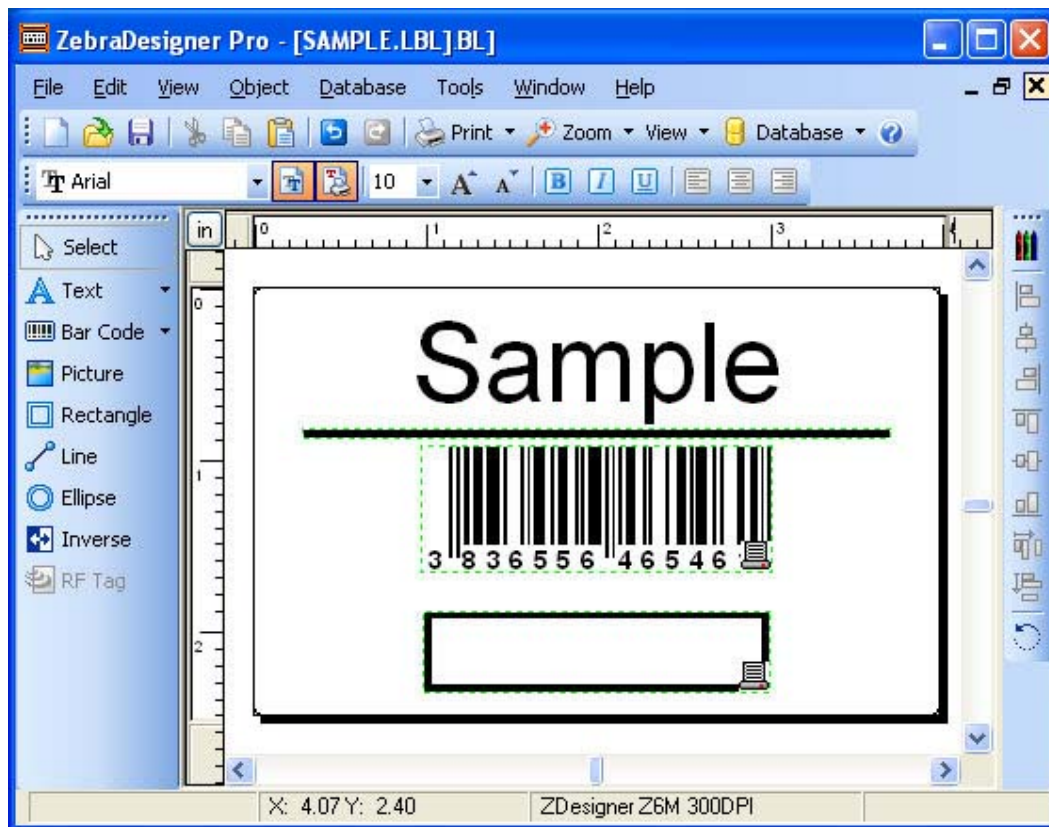 ZebraDesigner Pro - [SAMPLE.LBL].BL]
File Edit View Object Database Tools Window Help
Print Zoom View Database
Arial 10 A A B I U
in 0 1 2 3
Select
Text
Bar Code
Picture
Rectangle
Line
Ellipse
Inverse
RF Tag
0
1
2
Sample
3 836556 46546
X: 4.07 Y: 2.40 ZDesigner Z6M 300DPI